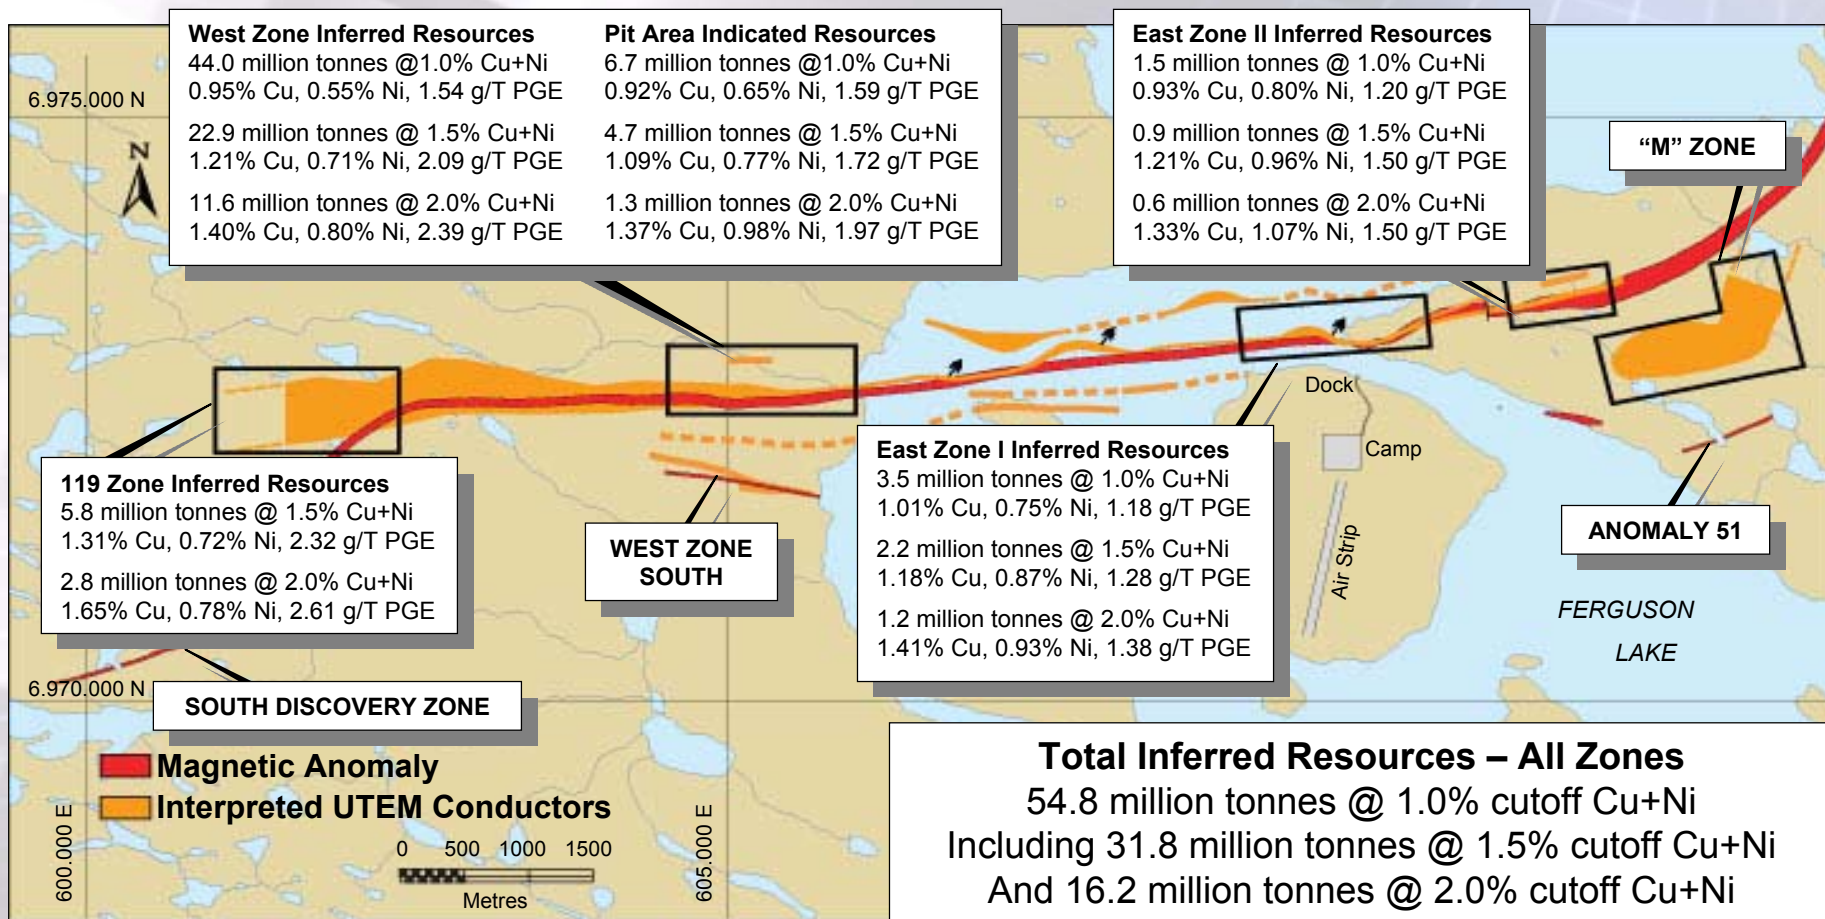 West Zone Inferred Resources
44.0 million tonnes @1.0% Cu+Ni
0.95% Cu, 0.55% Ni, 1.54 g/T PGE
22.9 million tonnes @ 1.5% Cu+Ni
1.21% Cu, 0.71% Ni, 2.09 g/T PGE
11.6 million tonnes @ 2.0% Cu+Ni
1.40% Cu, 0.80% Ni, 2.39 g/T PGE
Pit Area Indicated Resources
6.7 million tonnes @1.0% Cu+Ni
0.92% Cu, 0.65% Ni, 1.59 g/T PGE
4.7 million tonnes @ 1.5% Cu+Ni
1.09% Cu, 0.77% Ni, 1.72 g/T PGE
1.3 million tonnes @ 2.0% Cu+Ni
1.37% Cu, 0.98% Ni, 1.97 g/T PGE
East Zone II Inferred Resources
1.5 million tonnes @ 1.0% Cu+Ni
0.93% Cu, 0.80% Ni, 1.20 g/T PGE
0.9 million tonnes @ 1.5% Cu+Ni
1.21% Cu, 0.96% Ni, 1.50 g/T PGE
0.6 million tonnes @ 2.0% Cu+Ni
1.33% Cu, 1.07% Ni, 1.50 g/T PGE
6.975.000 N
N
“M” ZONE
Dock
Camp
Air Strip
119 Zone Inferred Resources
5.8 million tonnes @ 1.5% Cu+Ni
1.31% Cu, 0.72% Ni, 2.32 g/T PGE
2.8 million tonnes @ 2.0% Cu+Ni
1.65% Cu, 0.78% Ni, 2.61 g/T PGE
WEST ZONE
SOUTH
East Zone I Inferred Resources
3.5 million tonnes @ 1.0% Cu+Ni
1.01% Cu, 0.75% Ni, 1.18 g/T PGE
2.2 million tonnes @ 1.5% Cu+Ni
1.18% Cu, 0.87% Ni, 1.28 g/T PGE
1.2 million tonnes @ 2.0% Cu+Ni
1.41% Cu, 0.93% Ni, 1.38 g/T PGE
ANOMALY 51
FERGUSON
LAKE
6.970.000 N
SOUTH DISCOVERY ZONE
Magnetic Anomaly
Interpreted UTEM Conductors
600.000 E
0 500 1000 1500
Metres
605.000 E
Total Inferred Resources – All Zones
54.8 million tonnes @ 1.0% cutoff Cu+Ni
Including 31.8 million tonnes @ 1.5% cutoff Cu+Ni
And 16.2 million tonnes @ 2.0% cutoff Cu+Ni